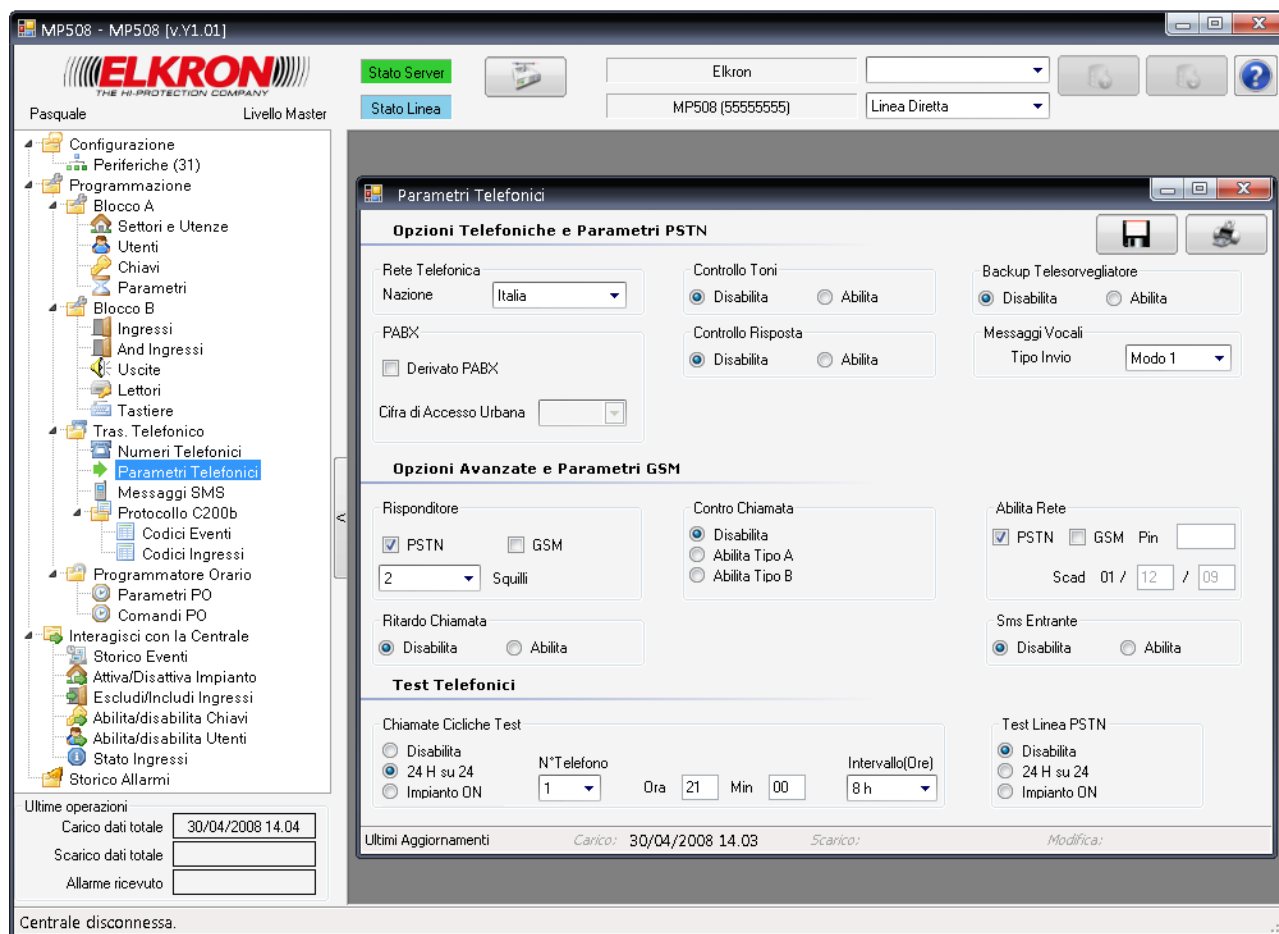 MP508 - MP508 [v.Y1.01]
ELKRON
THE HI-PROTECTION COMPANY
Pasquale
Livello Master
Stato Server
Stato Linea
Elkron
MP508 (55555555)
Linea Diretta
?
Configurazione
Periferiche (31)
Programmazione
Blocco A
Settori e Utenze
Utenti
Chiavi
Parametri
Blocco B
Ingressi
And Ingressi
Uscite
Lettori
Tastiere
Tras. Telefonico
Numeri Telefonici
Parametri Telefonici
Messaggi SMS
Protocollo C200b
Codici Eventi
Codici Ingressi
Programmatore Orario
Parametri PO
Comandi PO
Interagisci con la Centrale
Storico Eventi
Attiva/Disattiva Impianto
Escludi/Includi Ingressi
Abilita/disabilita Chiavi
Abilita/disabilita Utenti
Stato Ingressi
Storico Allarmi
Ultime operazioni
Carico dati totale 30/04/2008 14.04
Scarico dati totale
Allarme ricevuto
<
Parametri Telefonici
Opzioni Telefoniche e Parametri PSTN
Rete Telefonica
Nazione Italia
Controllo Toni
Disabilita Abilita
Backup Telesorvegliatore
Disabilita Abilita
PABX
Derivato PABX
Cifra di Accesso Urbana
Controllo Risposta
Disabilita Abilita
Messaggi Vocali
Tipo Invio Modo 1
Opzioni Avanzate e Parametri GSM
Risponditore
PSTN GSM
2 Squilli
Contro Chiamata
Disabilita
Abilita Tipo A
Abilita Tipo B
Abilita Rete
PSTN GSM Pin
Scad 01 / 12 / 09
Ritardo Chiamata
Disabilita Abilita
Sms Entrante
Disabilita Abilita
Test Telefonici
Chiamate Cicliche Test
Disabilita
24 H su 24
Impianto ON
N°Telefono
1
Ora 21 Min 00
Intervallo(Ore)
8 h
Test Linea PSTN
Disabilita
24 H su 24
Impianto ON
Ultimi Aggiornamenti Carico: 30/04/2008 14.03 Scarico: Modifica:
Centrale disconnessa.